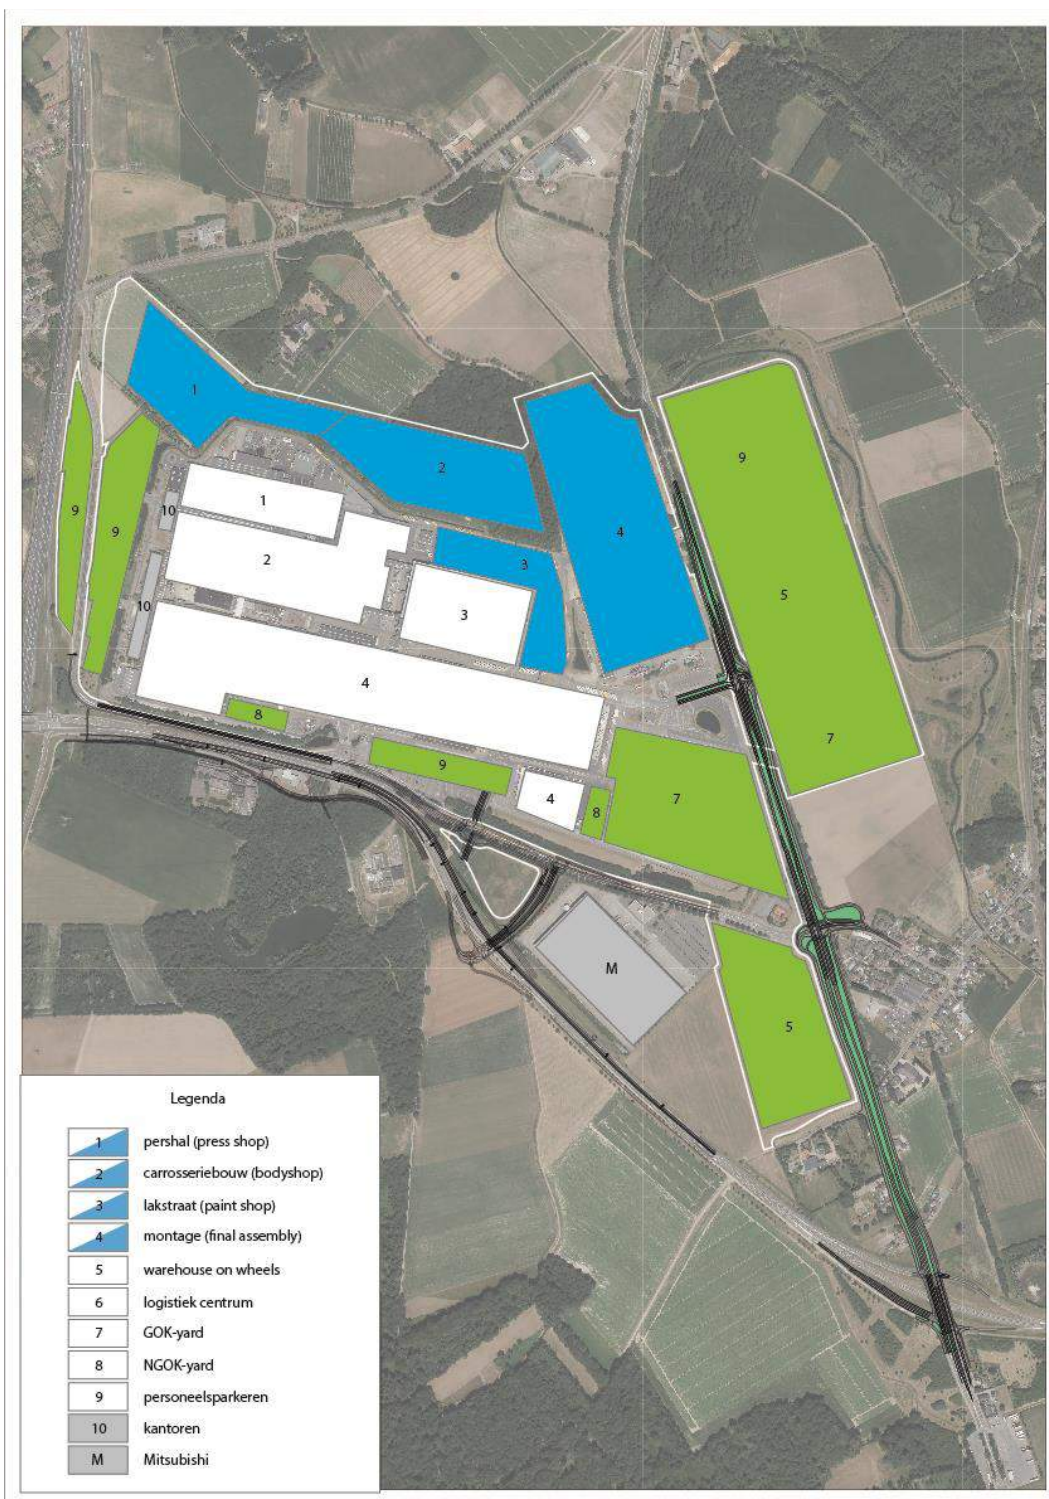 1
2
9
3
4
9
9
10
1
2
3
5
10
4
7
8
9
4
8
7
M
5
Legenda
1 pershal (press shop)
2 carrosseriebouw (bodyshop)
3 lakstraat (paint shop)
4 montage (final assembly)
5 warehouse on wheels
6 logistiek centrum
7 GOK-yard
8 NGOK-yard
9 personeelsparkeren
10 kantoren
M Mitsubishi